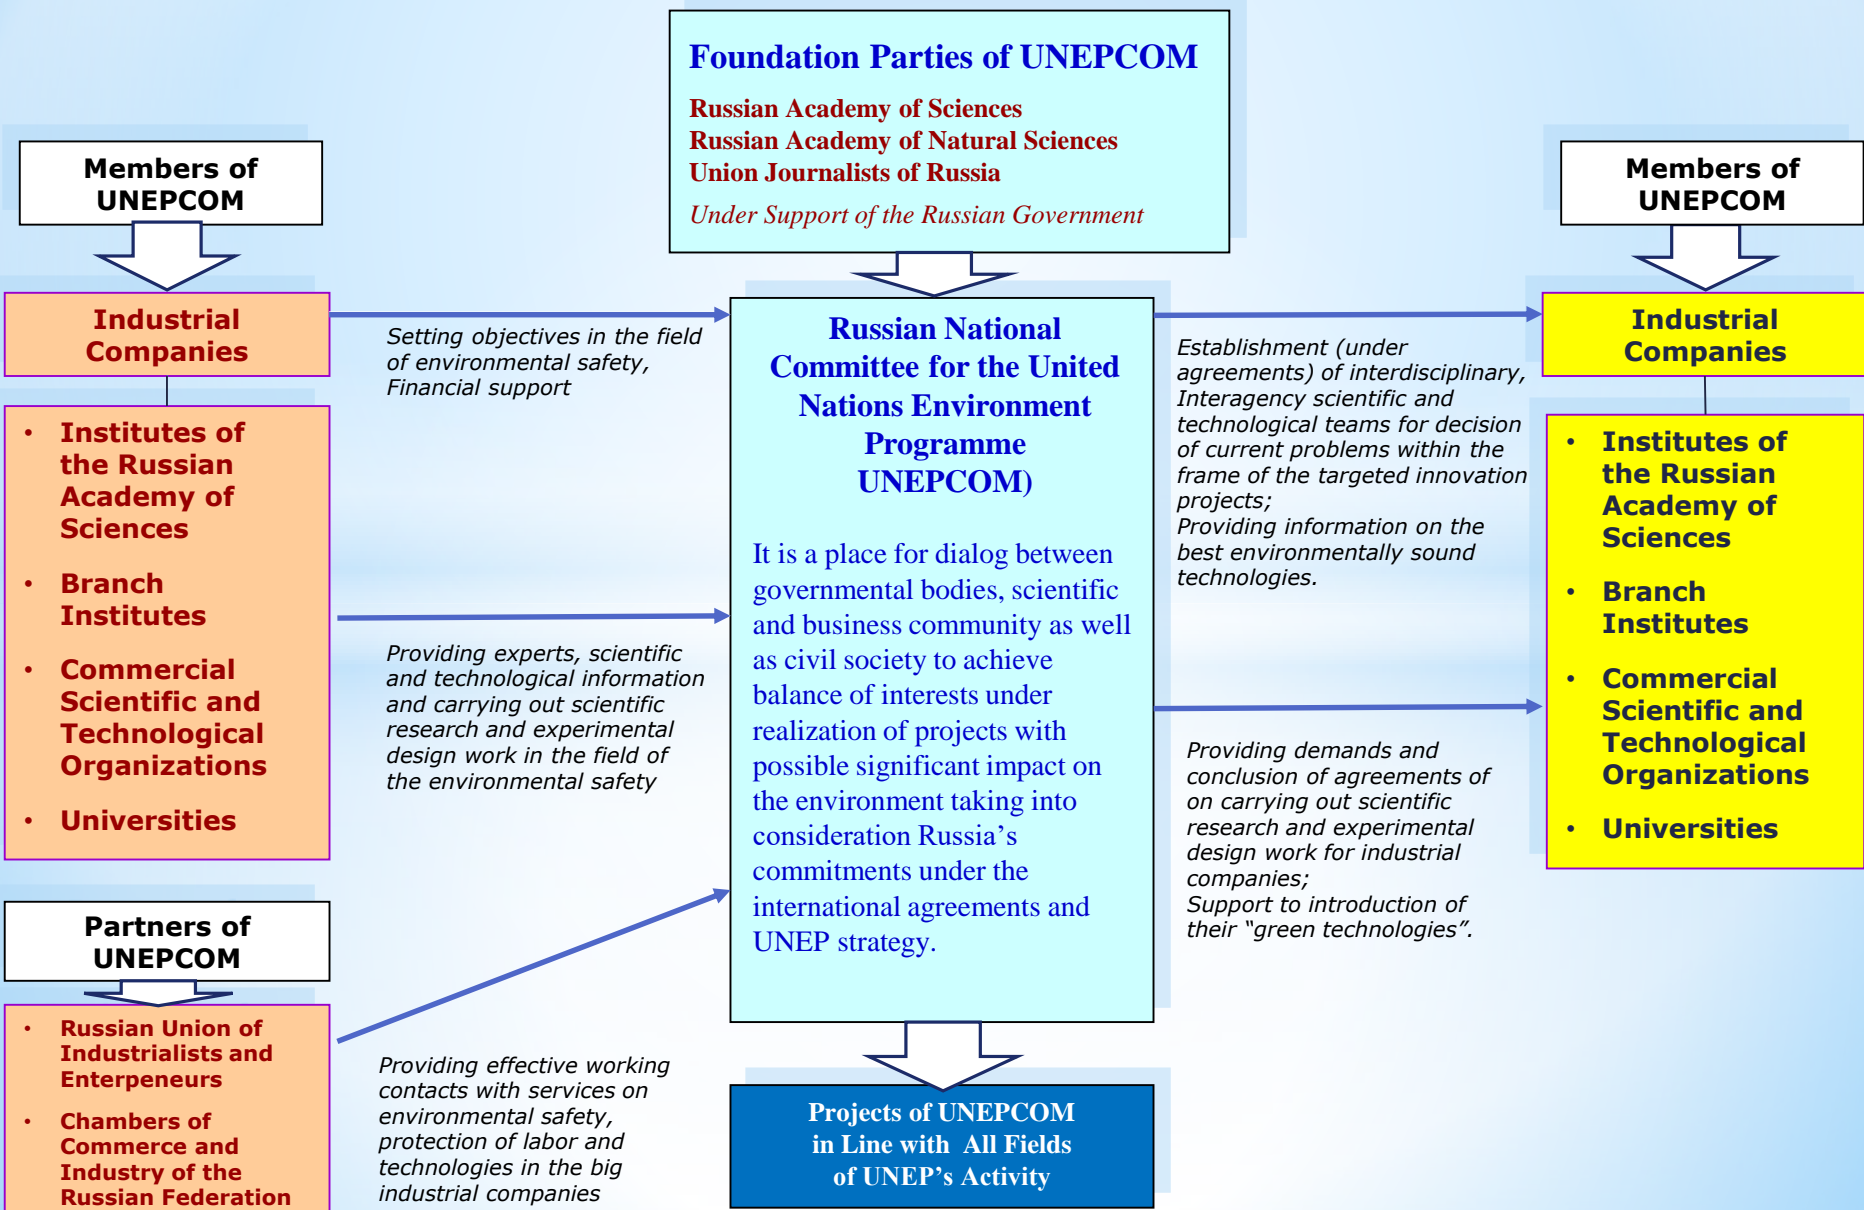 Foundation Parties of UNEPCOM
Russian Academy of Sciences
Russian Academy of Natural Sciences
Union Journalists of Russia
Under Support of the Russian Government
Members of
UNEPCOM
Industrial
Companies
• Institutes of
the Russian
Academy of
Sciences
• Branch
Institutes
• Commercial
Scientific and
Technological
Organizations
• Universities
Partners of
UNEPCOM
• Russian Union of
Industrialists and
Enterpeneurs
• Chambers of
Commerce and
Industry of the
Russian Federation
Setting objectives in the field
of environmental safety,
Financial support
Providing experts, scientific
and technological information
and carrying out scientific
research and experimental
design work in the field of
the environmental safety
Providing effective working
contacts with services on
environmental safety,
protection of labor and
technologies in the big
industrial companies
Russian National
Committee for the United
Nations Environment
Programme
UNEPCOM)
It is a place for dialog between
governmental bodies, scientific
and business community as well
as civil society to achieve
balance of interests under
realization of projects with
possible significant impact on
the environment taking into
consideration Russia’s
commitments under the
international agreements and
UNEP strategy.
Projects of UNEPCOM
in Line with All Fields
of UNEP’s Activity
Establishment (under
agreements) of interdisciplinary,
Interagency scientific and
technological teams for decision
of current problems within the
frame of the targeted innovation
projects;
Providing information on the
best environmentally sound
technologies.
Providing demands and
conclusion of agreements of
on carrying out scientific
research and experimental
design work for industrial
companies;
Support to introduction of
their “green technologies”.
Members of
UNEPCOM
Industrial
Companies
• Institutes of
the Russian
Academy of
Sciences
• Branch
Institutes
• Commercial
Scientific and
Technological
Organizations
• Universities